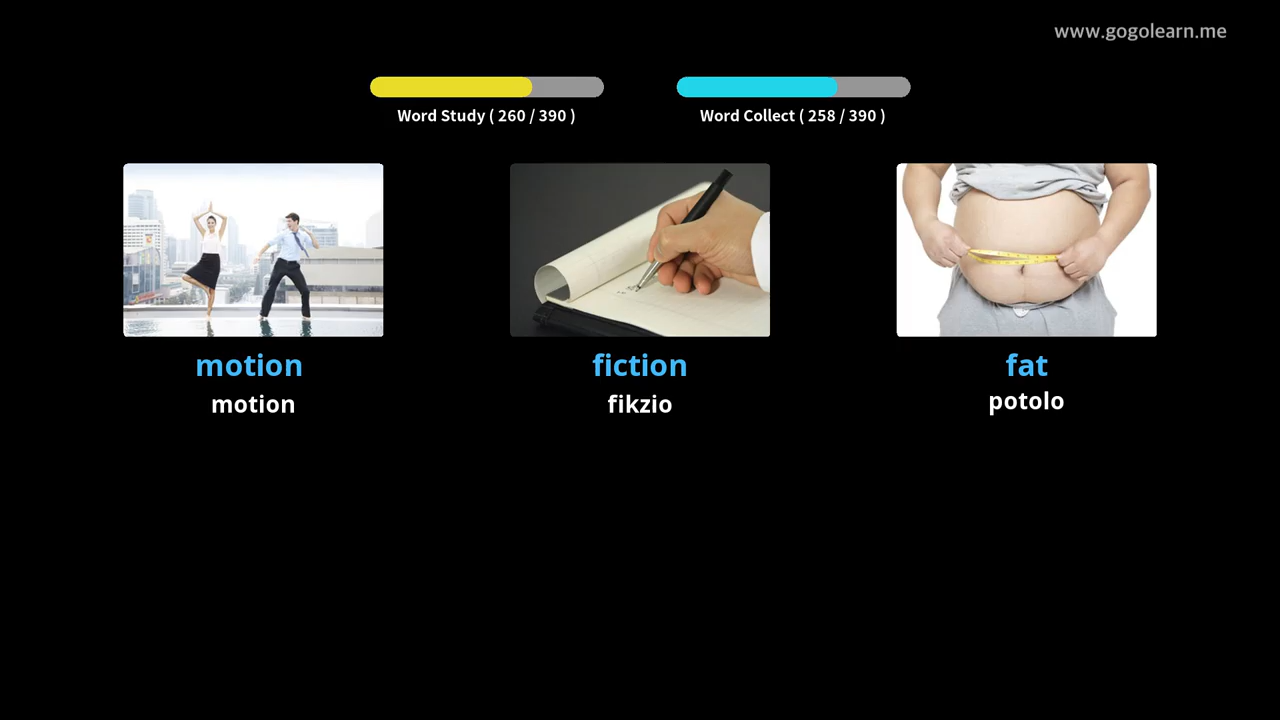 www.gogolearn.me
Word Study ( 260 / 390 )
Word Collect ( 258 / 390 )
motion
motion
fiction
fikzio
fat
potolo